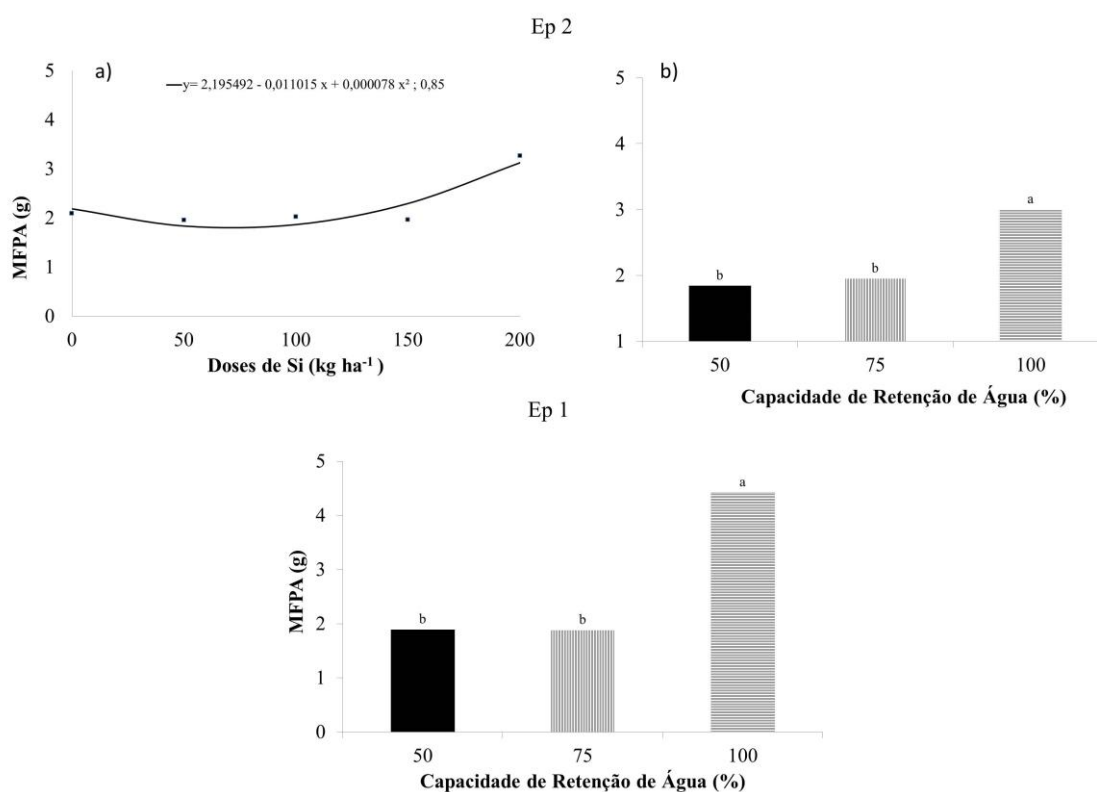 Ep 2
a)
y= 2,195492 - 0,011015 x + 0,000078 x² ; 0,85
5
4
3
2
1
0
MFPA (g)
0 50 100 150 200
Doses de Si (kg ha⁻¹ )
b)
5
4
3
2
1
b b a
50 75 100
Capacidade de Retenção de Água (%)
Ep 1
5
4
3
2
1
0
MFPA (g)
b b a
50 75 100
Capacidade de Retenção de Água (%)